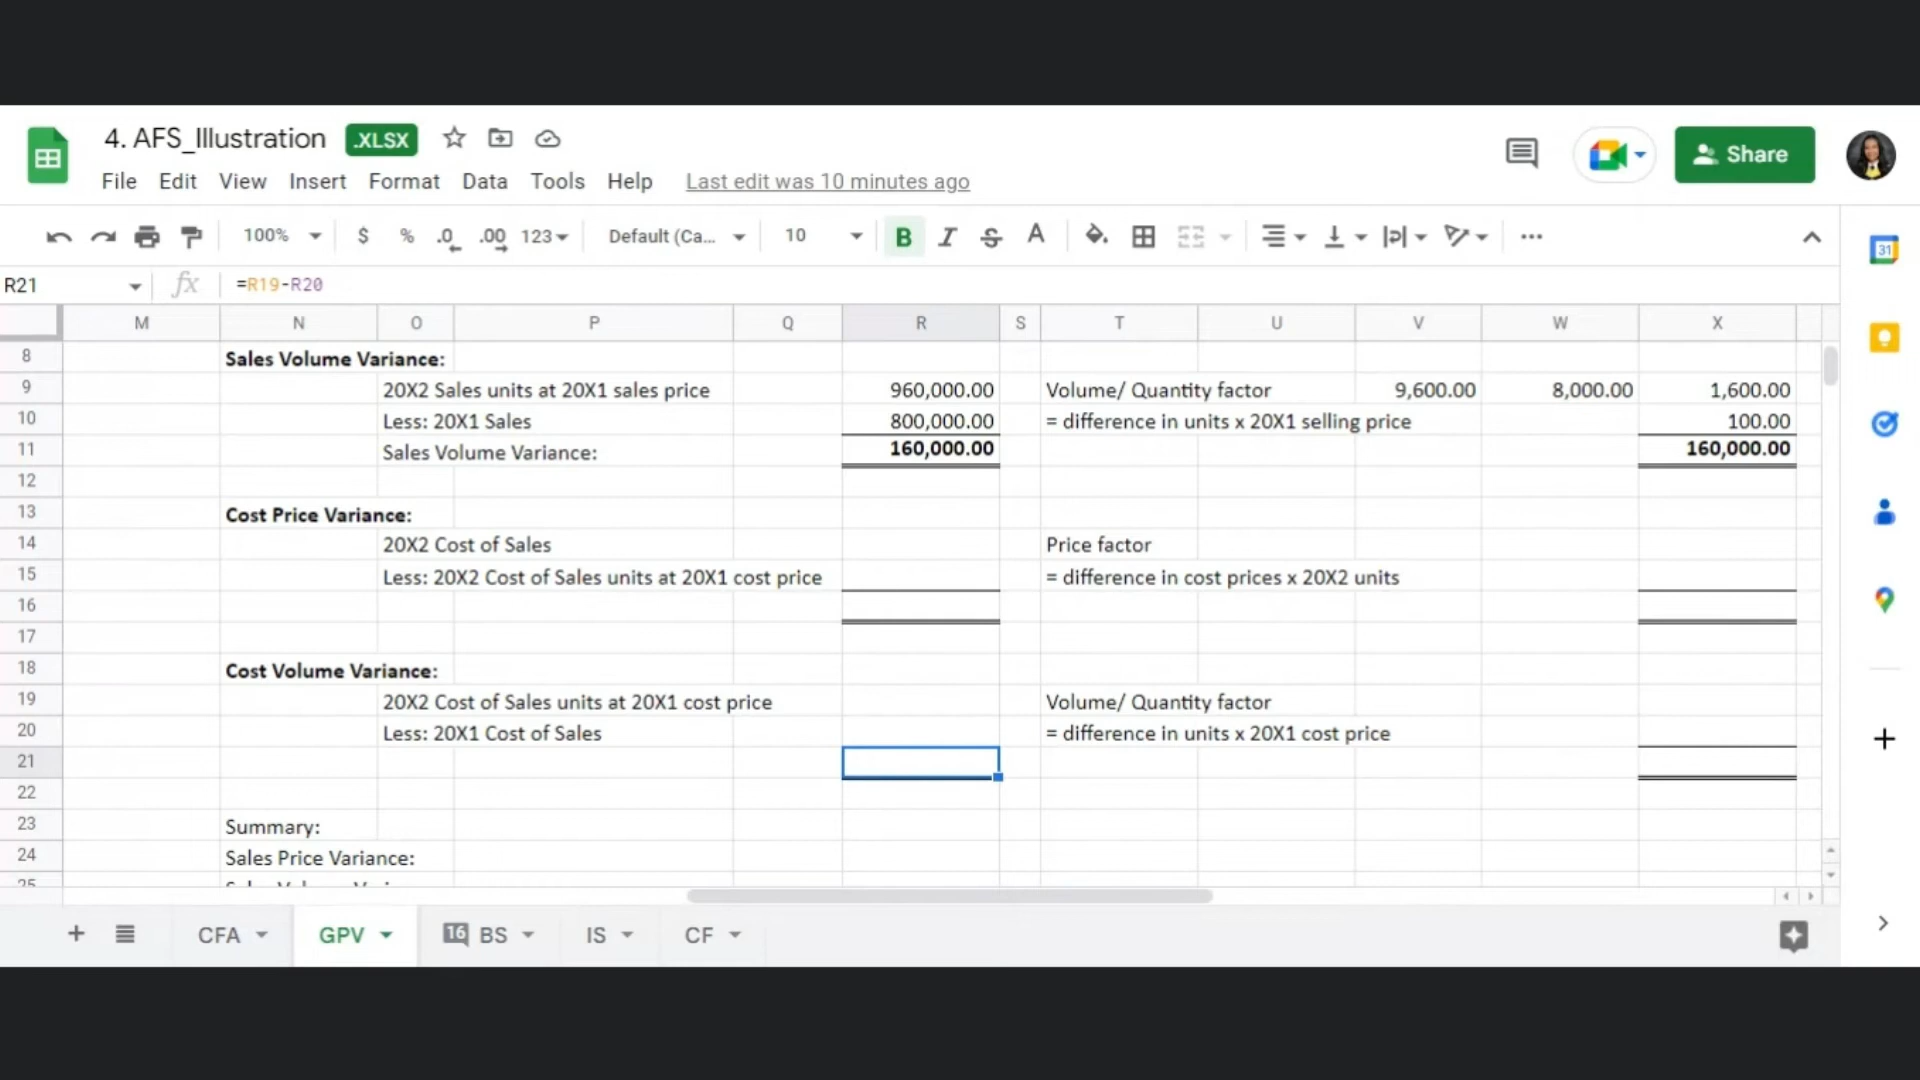 4. AFS_Illustration .XLSX
Share
File Edit View Insert Format Data Tools Help Last edit was 10 minutes ago
100% $ % .0 .00 123 Default (Ca... 10 B I S A
31
R21 fx =R19-R20
M N O P Q R S T U V W X
8 Sales Volume Variance:
9 20X2 Sales units at 20X1 sales price 960,000.00 Volume/ Quantity factor 9,600.00 8,000.00 1,600.00
10 Less: 20X1 Sales 800,000.00 = difference in units x 20X1 selling price 100.00
11 Sales Volume Variance: 160,000.00 160,000.00
12
13 Cost Price Variance:
14 20X2 Cost of Sales Price factor
15 Less: 20X2 Cost of Sales units at 20X1 cost price = difference in cost prices x 20X2 units
16
17
18 Cost Volume Variance:
19 20X2 Cost of Sales units at 20X1 cost price Volume/ Quantity factor
20 Less: 20X1 Cost of Sales = difference in units x 20X1 cost price
21
22
23 Summary:
24 Sales Price Variance:
CFA GPV 16 BS IS CF